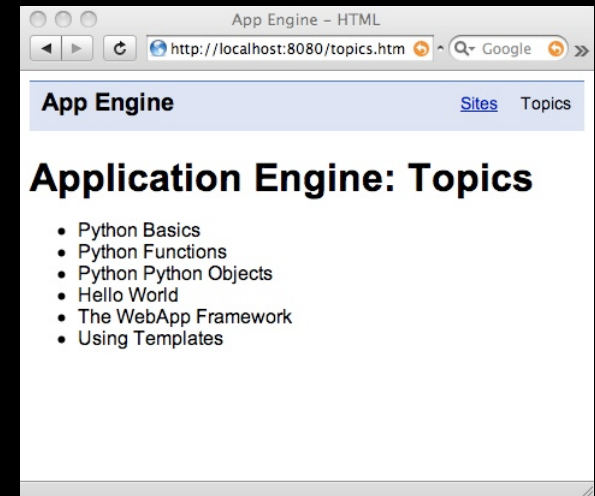 App Engine – HTML
http://localhost:8080/topics.htm Google
App Engine Sites Topics
Application Engine: Topics
• Python Basics
• Python Functions
• Python Python Objects
• Hello World
• The WebApp Framework
• Using Templates